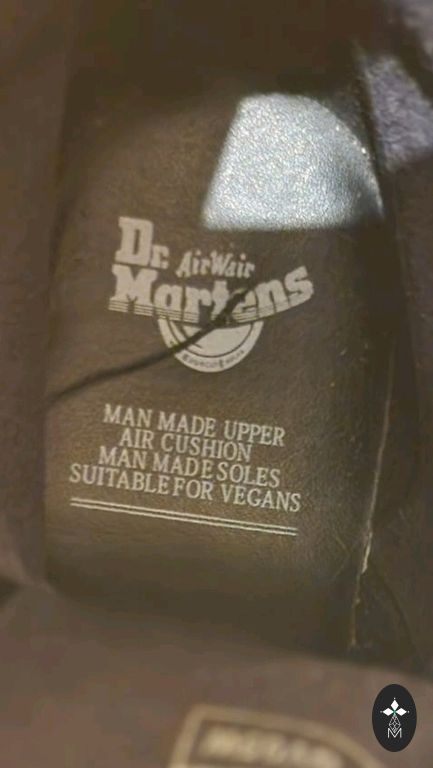 Dr. AirWair
Martens
MAN MADE UPPER
AIR CUSHION
MAN MADE SOLES
SUITABLE FOR VEGANS
M